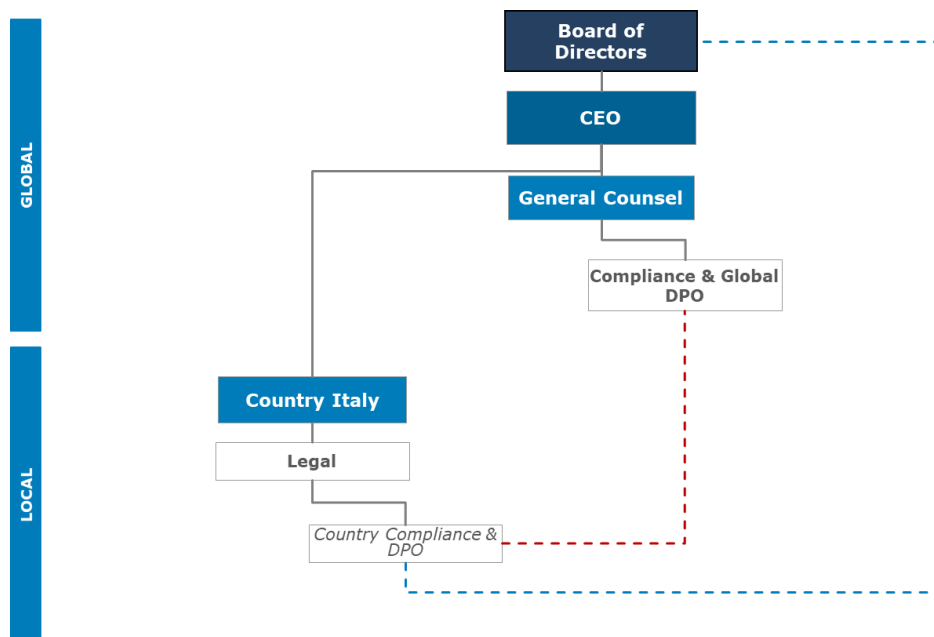 GLOBAL
Board of
Directors
CEO
General Counsel
Compliance & Global
DPO
LOCAL
Country Italy
Legal
Country Compliance &
DPO